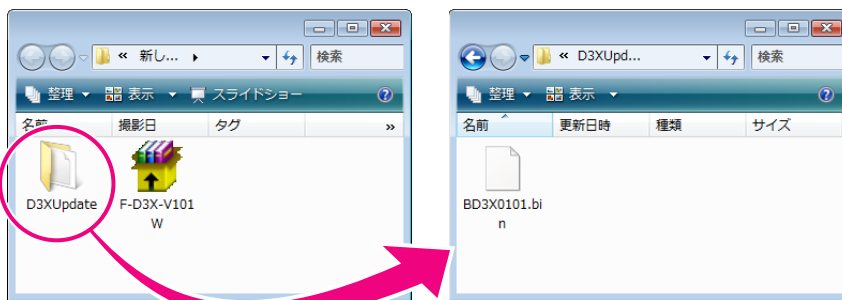 « 新し...
検索
整理 表示 スライドショー
名前 撮影日 タグ »
D3XUpdate
F-D3X-V101
W
« D3XUpd...
検索
整理 表示
名前 更新日時 種類 サイズ
BD3X0101.bi
n